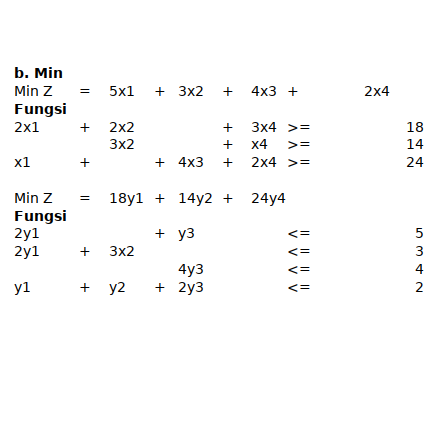 b. Min
Min Z = 5x1 + 3x2 + 4x3 + 2x4
Fungsi
2x1 + 2x2 + 3x4 >= 18
3x2 + x4 >= 14
x1 + + 4x3 + 2x4 >= 24
Min Z = 18y1 + 14y2 + 24y4
Fungsi
2y1 + y3 <= 5
2y1 + 3x2 <= 3
4y3 <= 4
y1 + y2 + 2y3 <= 2